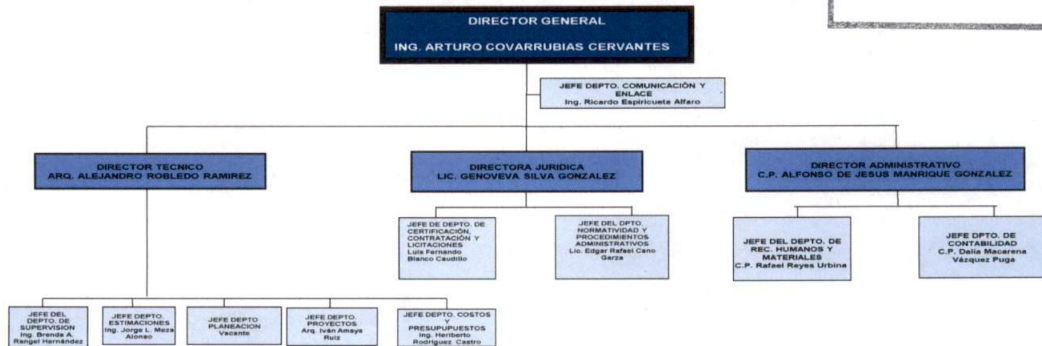 DIRECTOR GENERAL
ING. ARTURO COVARRUBIAS CERVANTES
JEFE DEPTO. COMUNICACIÓN Y
ENLACE
Ing. Ricardo Espiricueta Alfaro
DIRECTOR TECNICO
ARQ. ALEJANDRO ROBLEDO RAMIREZ
DIRECTORA JURIDICA
LIC. GENOVEVA SILVA GONZALEZ
DIRECTOR ADMINISTRATIVO
C.P. ALFONSO DE JESUS MANRIQUE GONZALEZ
JEFE DE DEPTO. DE
CERTIFICACIÓN,
CONTRATACIÓN Y
LICITACIONES
Luis Fernando
Blanco Caudillo
JEFE DEL DPTO.
NORMATIVIDAD Y
PROCEDIMIENTOS
ADMINISTRATIVOS
Lic. Edgar Rafael Cano
Garza
JEFE DEL DEPTO. DE
REC. HUMANOS Y
MATERIALES
C.P. Rafael Reyes Urbina
JEFE DPTO. DE
CONTABILIDAD
C.P. Dalia Macarena
Vázquez Puga
JEFE DEL
DEPTO. DE
SUPERVISION
Ing. Brenda A.
Rangel Hernández
JEFE DEPTO.
ESTIMACIONES
Ing. Jorge L. Meza
Alonso
JEFE DEPTO
PLANEACION
Vacante
JEFE DEPTO.
PROYECTOS
Arq. Iván Amaya
Ruiz
JEFE DEPTO. COSTOS
Y
PRESUPUPUESTOS
Ing. Heriberto
Rodríguez Castro